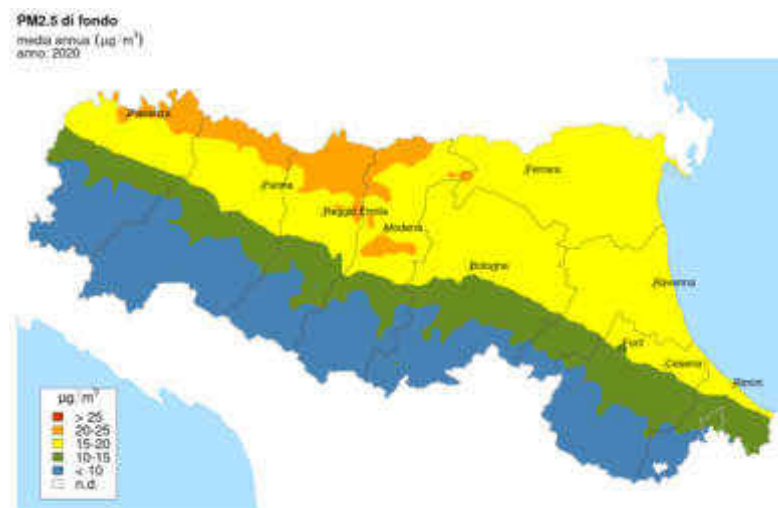 PM2.5 di fondo
media annua (µg/m³)
anno: 2020
Piacenza
Parma
Reggio Emilia
Modena
Ferrara
Bologna
Ravenna
Forlì
Cesena
Rimini
µg/m³
> 25
20-25
15-20
10-15
< 10
n.d.